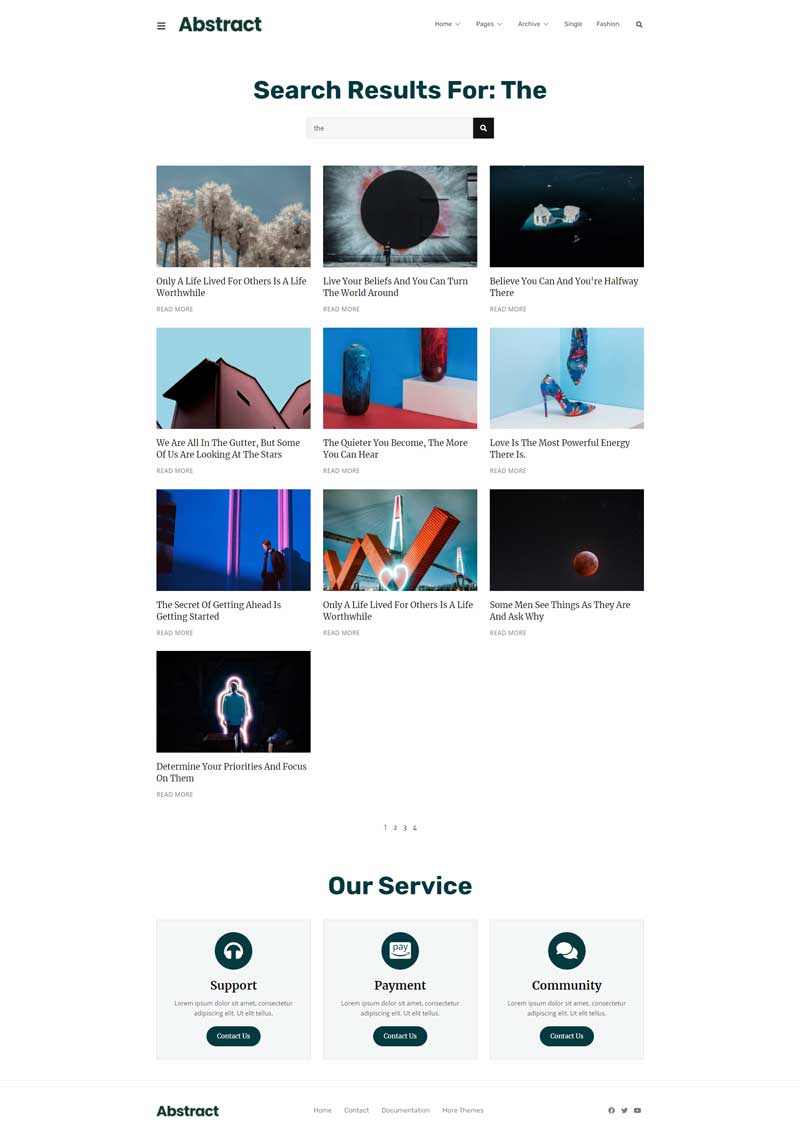 Abstract
Home
Pages
Archive
Single
Fashion
Search Results For: The
the
Only A Life Lived For Others Is A Life
Worthwhile
READ MORE
Live Your Beliefs And You Can Turn
The World Around
READ MORE
Believe You Can And You're Halfway
There
READ MORE
We Are All In The Gutter, But Some
Of Us Are Looking At The Stars
READ MORE
The Quieter You Become, The More
You Can Hear
READ MORE
Love Is The Most Powerful Energy
There Is.
READ MORE
The Secret Of Getting Ahead Is
Getting Started
READ MORE
Only A Life Lived For Others Is A Life
Worthwhile
READ MORE
Some Men See Things As They Are
And Ask Why
READ MORE
Determine Your Priorities And Focus
On Them
READ MORE
1 2 3 4
Our Service
Support
Lorem ipsum dolor sit amet, consectetur
adipiscing elit. Ut elit tellus.
Contact Us
pay
Payment
Lorem ipsum dolor sit amet, consectetur
adipiscing elit. Ut elit tellus.
Contact Us
Community
Lorem ipsum dolor sit amet, consectetur
adipiscing elit. Ut elit tellus.
Contact Us
Abstract
Home
Contact
Documentation
More Themes